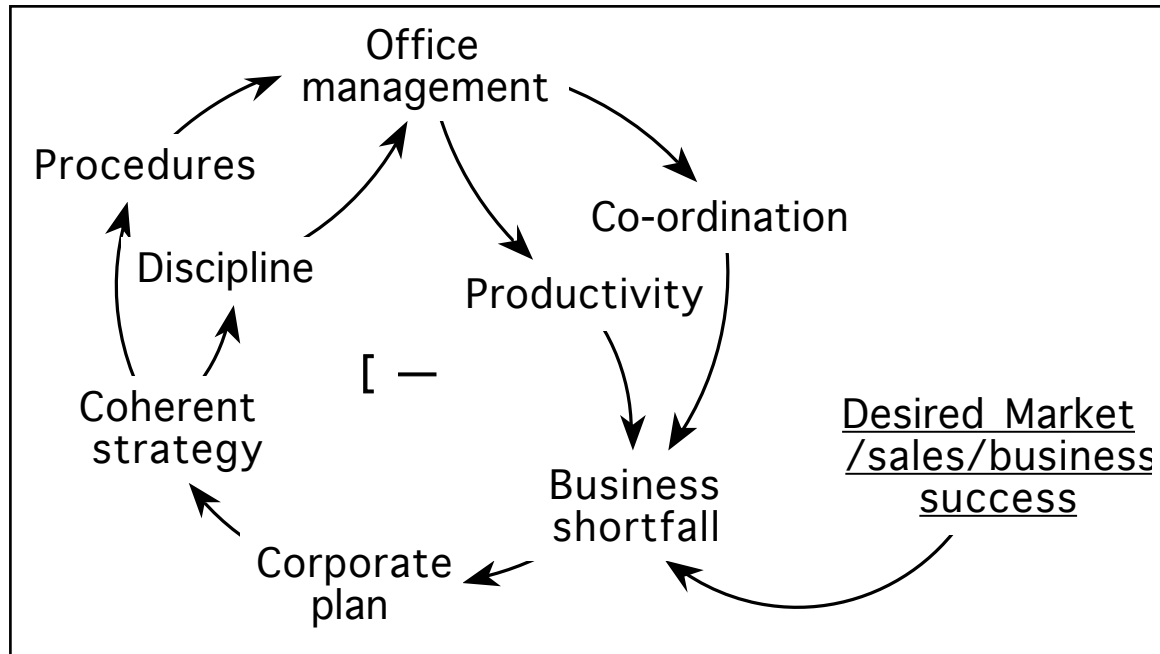 Office
management
Procedures
Co-ordination
Discipline
Productivity
[ —
Coherent
strategy
Desired Market
/sales/business
success
Business
shortfall
Corporate
plan